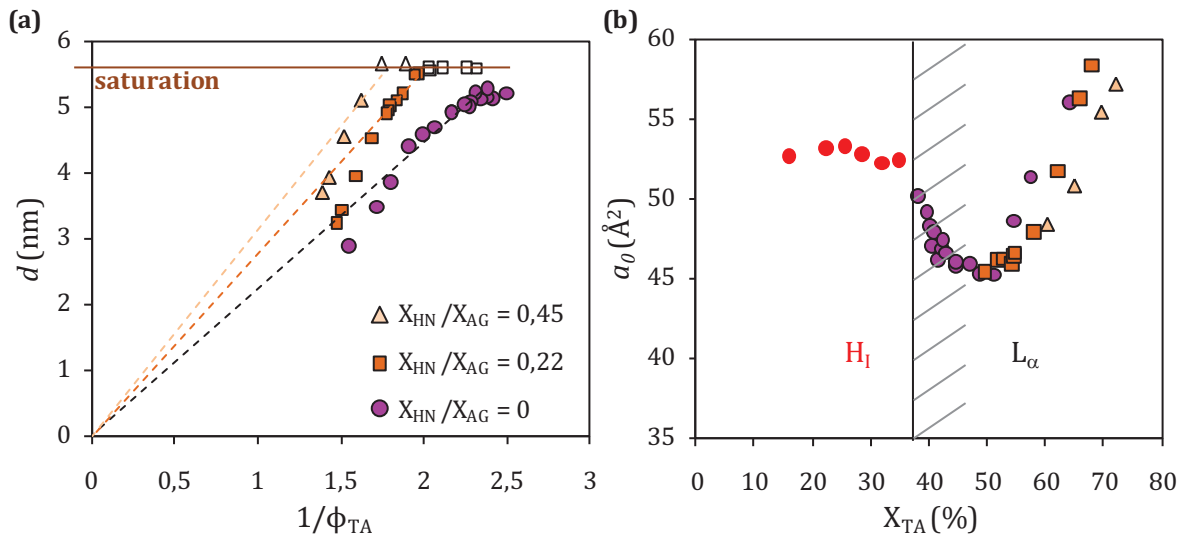 (a)
6
5
4
3
2
1
0
d (nm)
saturation
X_HN/X_AG = 0,45
X_HN/X_AG = 0,22
X_HN/X_AG = 0
0 0,5 1 1,5 2 2,5 3
1/ϕ_TA
(b)
60
55
50
45
40
35
a_0 (Å²)
H_I
L_α
0 10 20 30 40 50 60 70 80
X_TA (%)